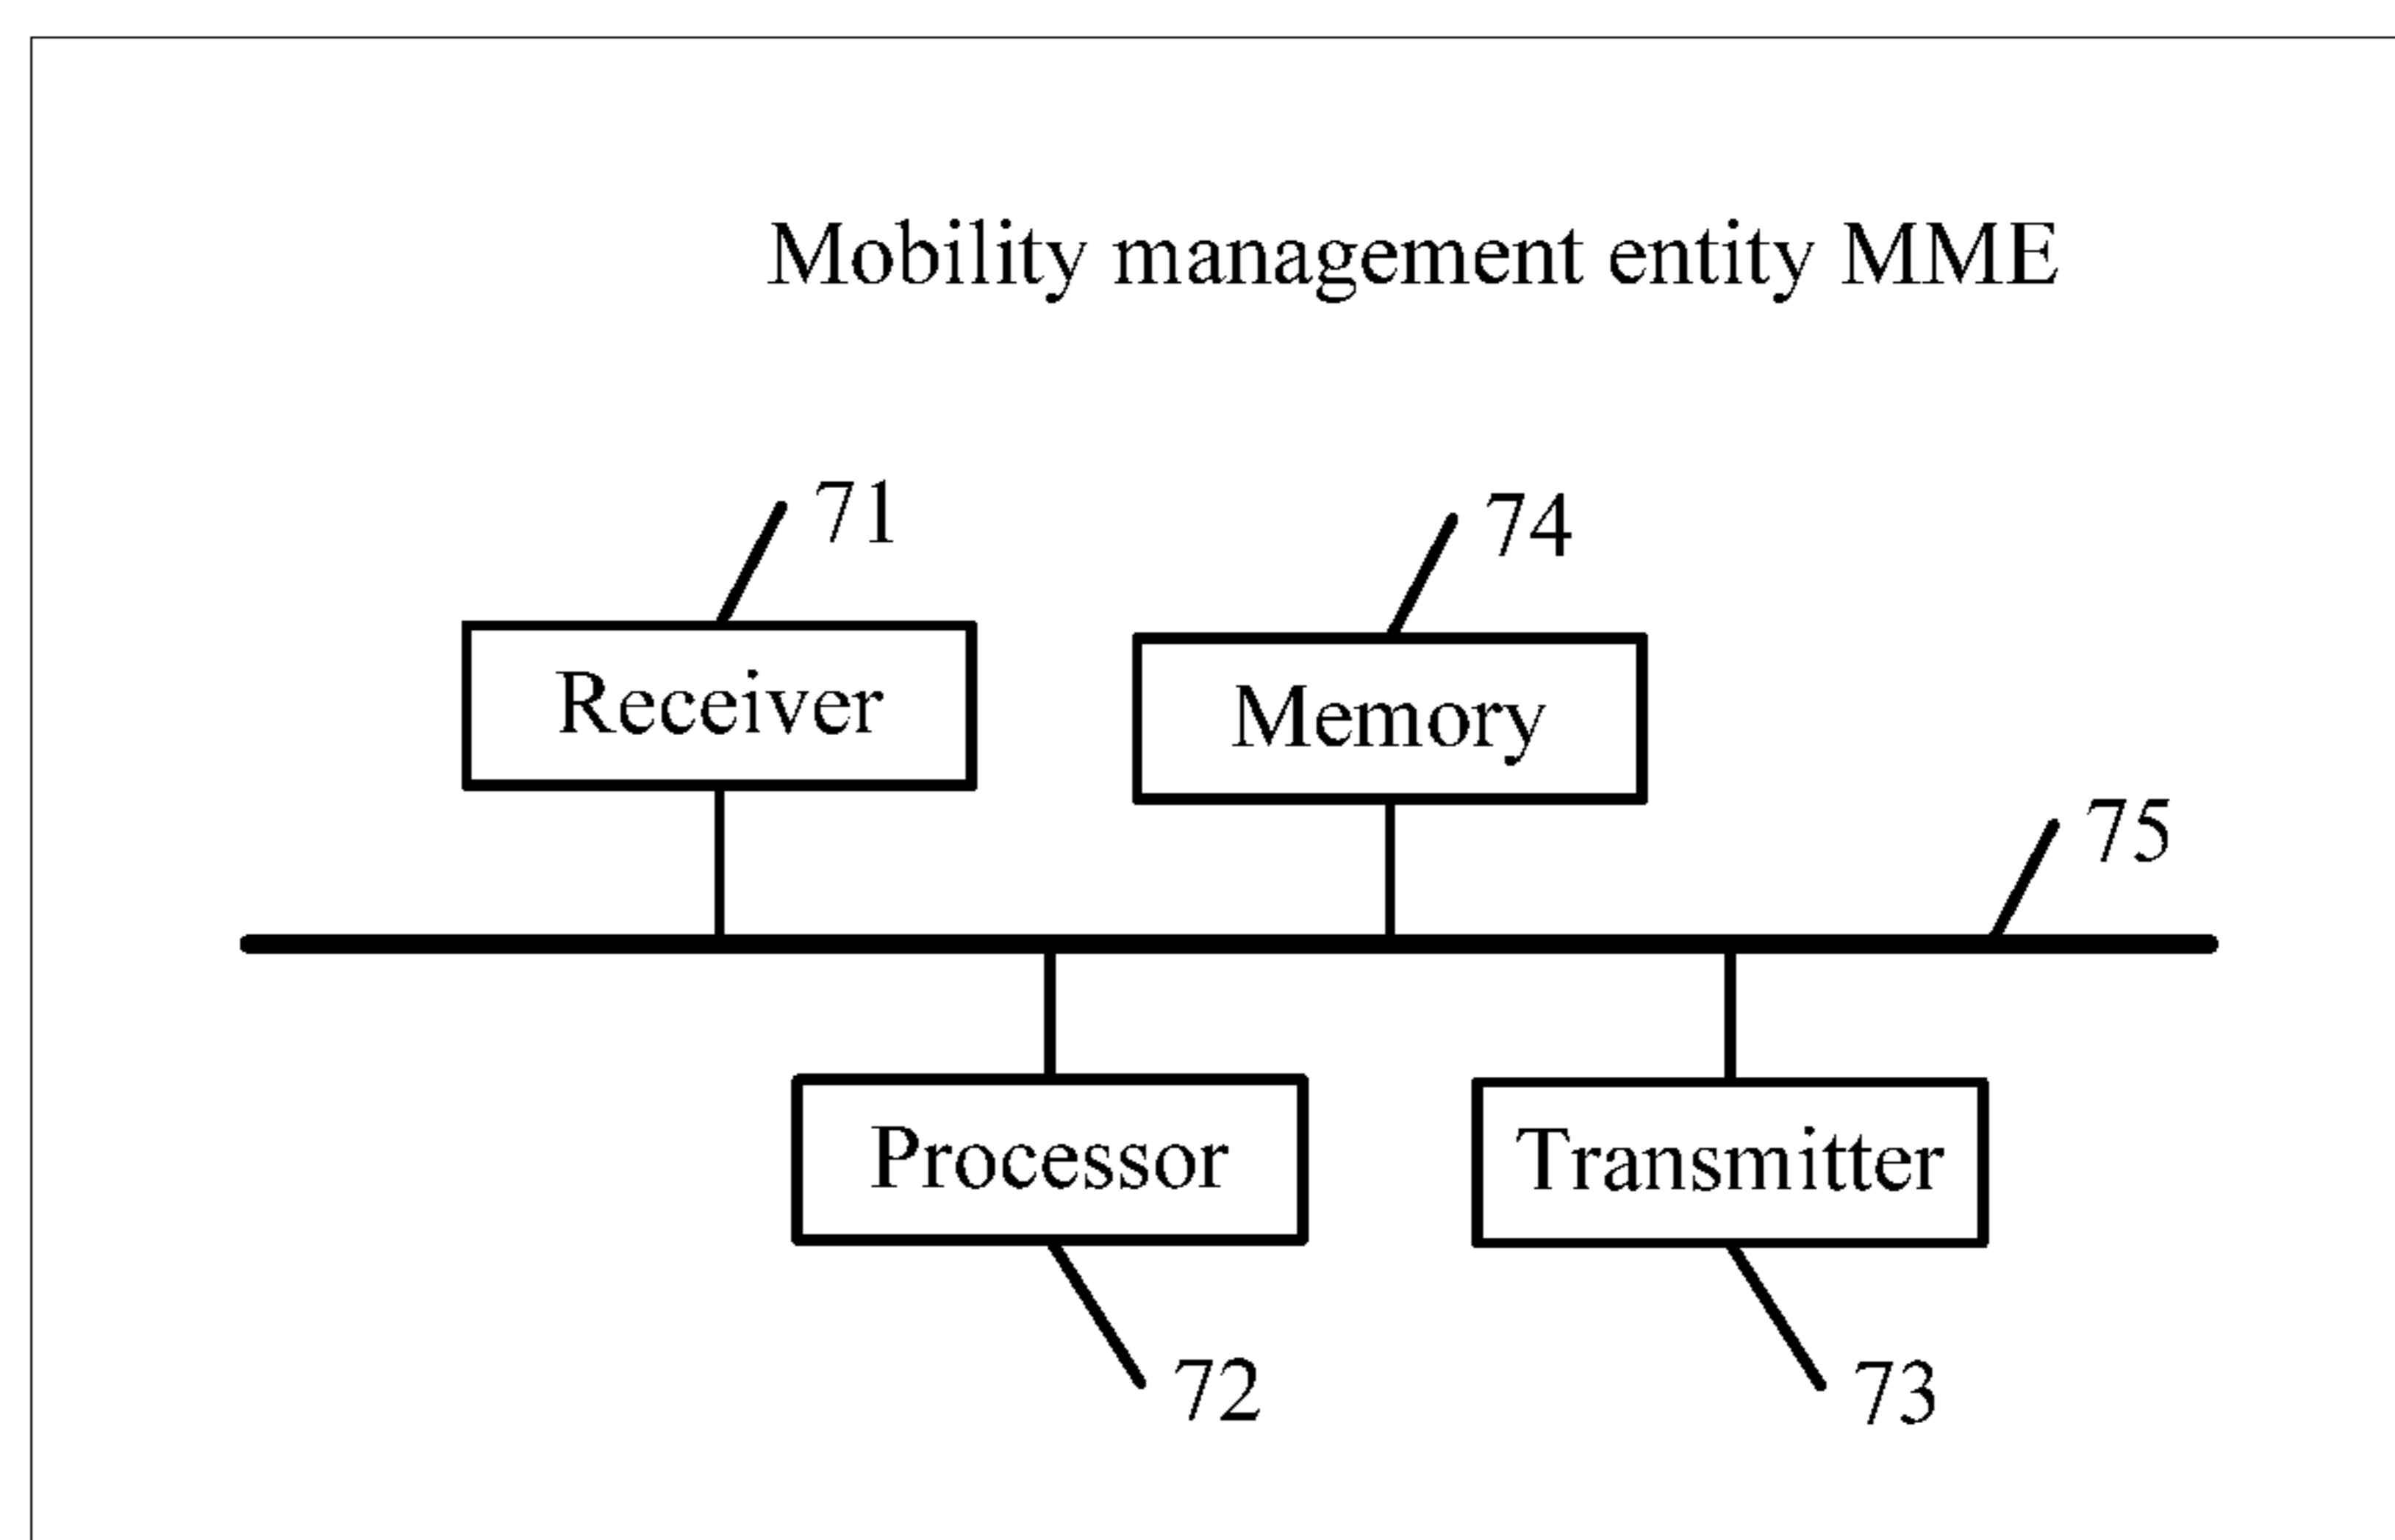 Mobility management entity MME
71
74
Receiver
Memory
75
Processor
Transmitter
72
73